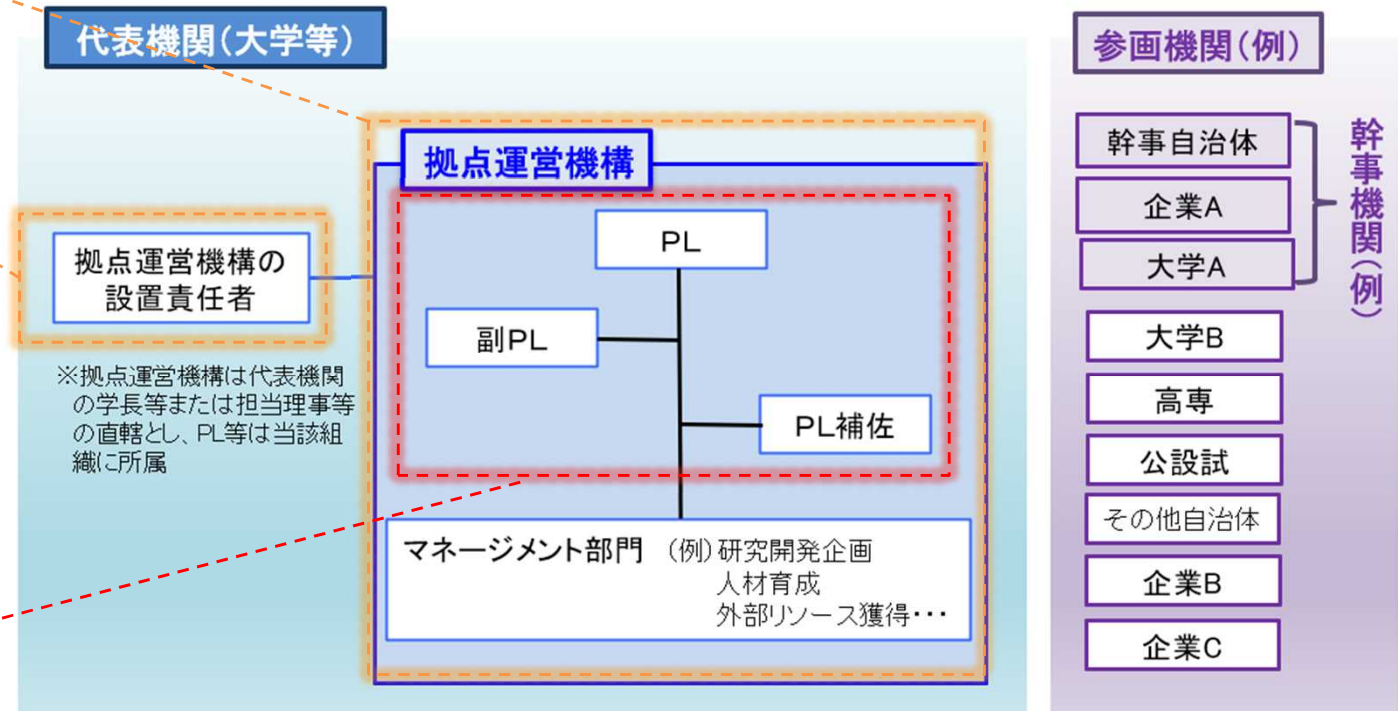 代表機関(大学等)
拠点運営機構の
設置責任者
※拠点運営機構は代表機関
の学長等または担当理事等
の直轄とし、PL等は当該組
織に所属
拠点運営機構
PL
副PL
PL補佐
マネージメント部門 (例)研究開発企画
人材育成
外部リソース獲得・・・
参画機関(例)
幹事自治体
企業A
大学A
幹事機関(例)
大学B
高専
公設試
その他自治体
企業B
企業C